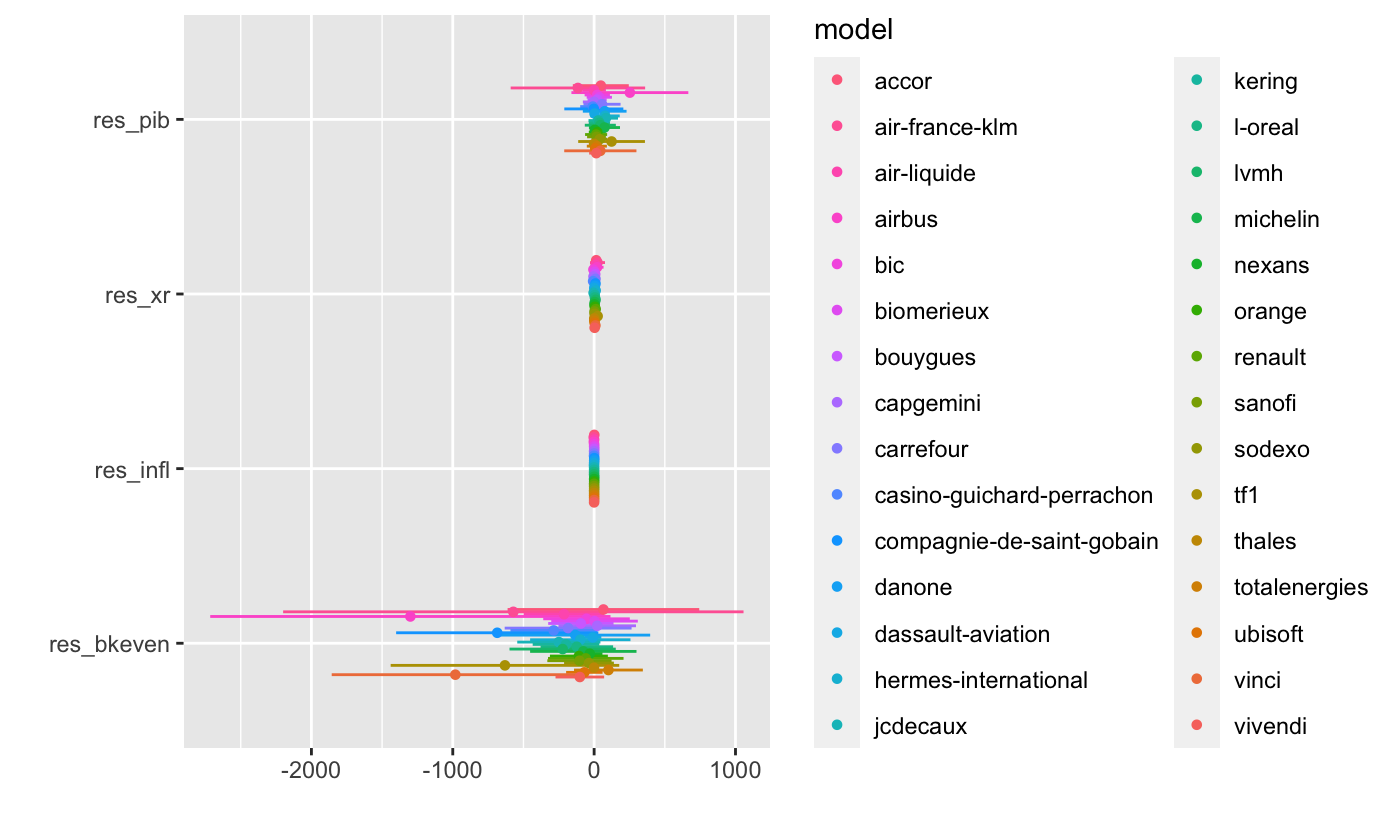 res_pib
res_xr
res_infl
res_bkeven
-2000
-1000
0
1000
model
accor
air-france-klm
air-liquide
airbus
bic
biomerieux
bouygues
capgemini
carrefour
casino-guichard-perrachon
compagnie-de-saint-gobain
danone
dassault-aviation
hermes-international
jcdecaux
kering
l-oreal
lvmh
michelin
nexans
orange
renault
sanofi
sodexo
tf1
thales
totalenergies
ubisoft
vinci
vivendi